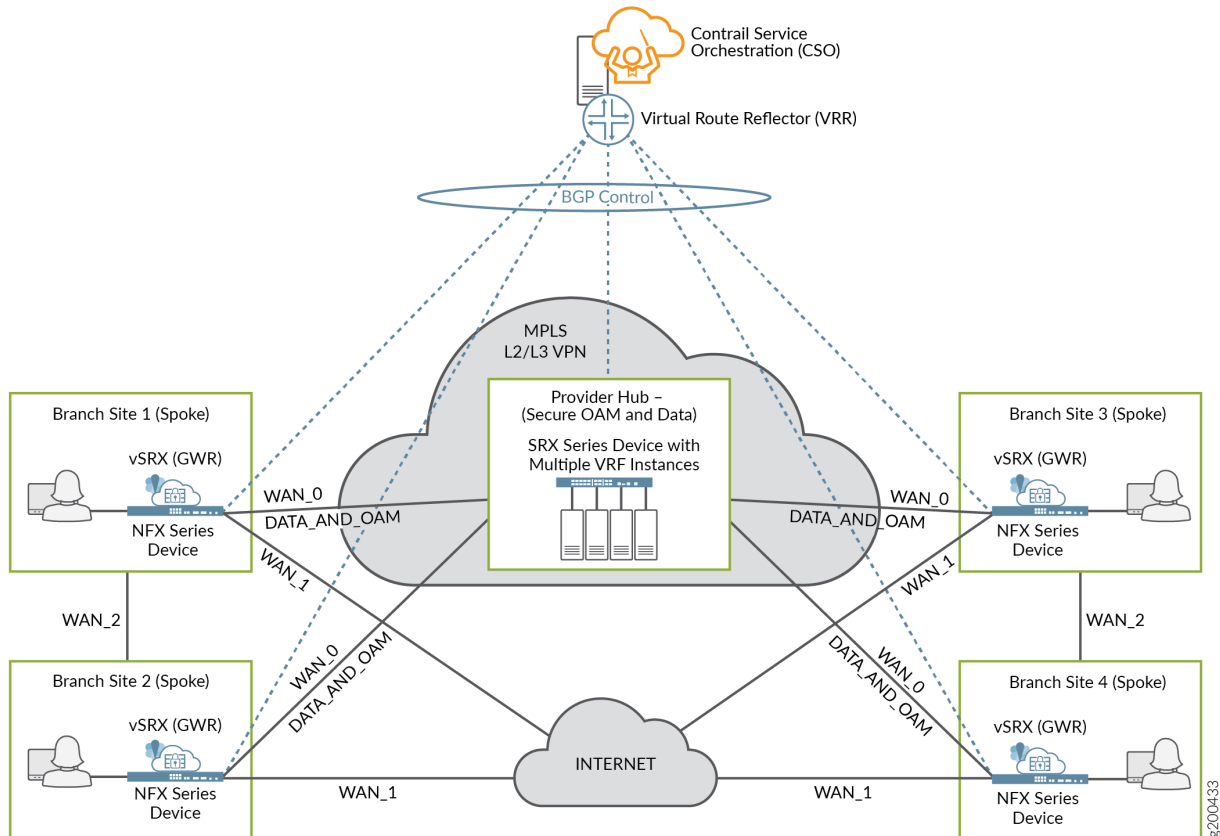 Contrail Service
Orchestration (CSO)
Virtual Route Reflector (VRR)
BGP Control
MPLS
L2/L3 VPN
Provider Hub –
(Secure OAM and Data)
SRX Series Device with
Multiple VRF Instances
Branch Site 1 (Spoke)
vSRX (GWR)
NFX Series
Device
WAN_0
DATA_AND_OAM
WAN_1
WAN_2
Branch Site 2 (Spoke)
vSRX (GWR)
NFX Series
Device
WAN_0
DATA_AND_OAM
WAN_1
INTERNET
Branch Site 3 (Spoke)
vSRX (GWR)
NFX Series
Device
WAN_0
DATA_AND_OAM
WAN_1
WAN_2
Branch Site 4 (Spoke)
vSRX (GWR)
NFX Series
Device
WAN_0
DATA_AND_OAM
WAN_1
g200433